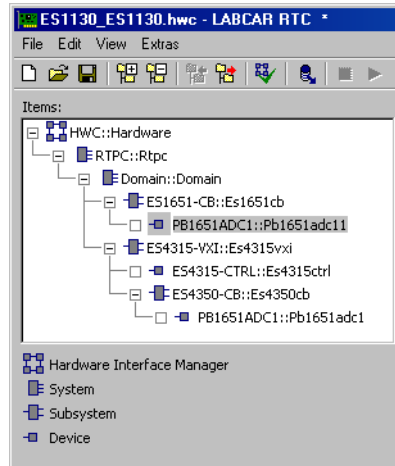 ES1130_ES1130.hwc - LABCAR RTC *
File Edit View Extras
Items:
HWC::Hardware
RTPC::Rtpc
Domain::Domain
ES1651-CB::Es1651cb
PB1651ADC1::Pb1651adc11
ES4315-VXI::Es4315vxi
ES4315-CTRL::Es4315ctrl
ES4350-CB::Es4350cb
PB1651ADC1::Pb1651adc1
Hardware Interface Manager
System
Subsystem
Device